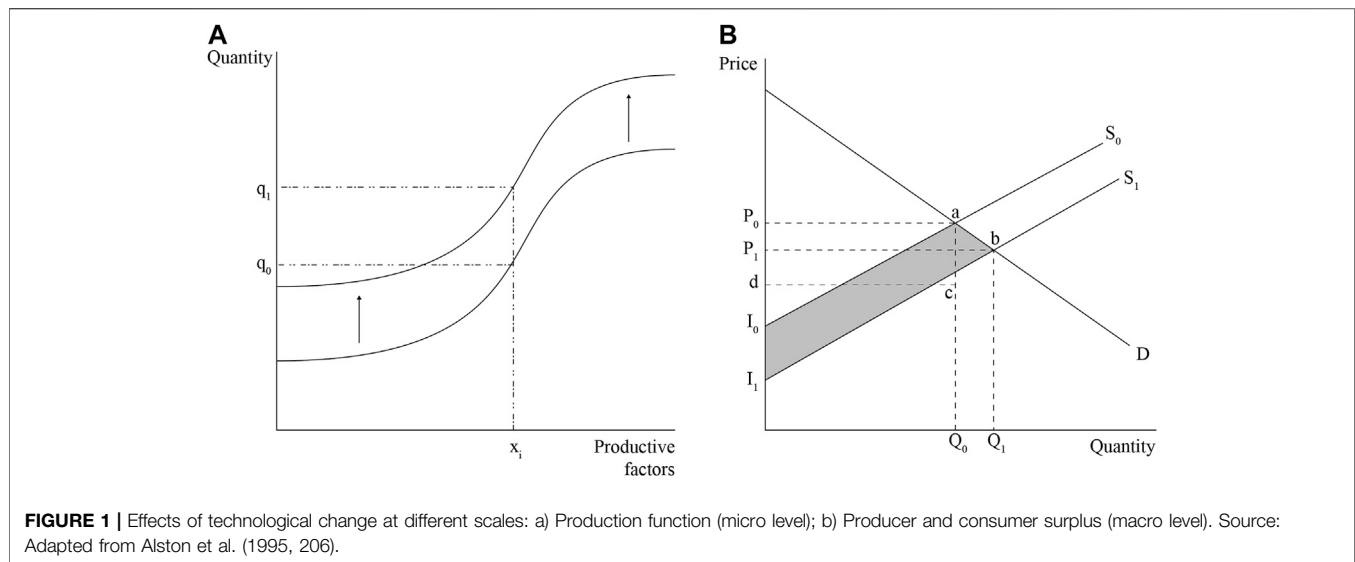 A
Quantity
q1
q0
xi
Productive
factors
B
Price
S0
S1
a
P0
b
P1
d
c
I0
I1
D
Q0
Q1
Quantity
FIGURE 1 | Effects of technological change at different scales: a) Production function (micro level); b) Producer and consumer surplus (macro level). Source:
Adapted from Alston et al. (1995, 206).